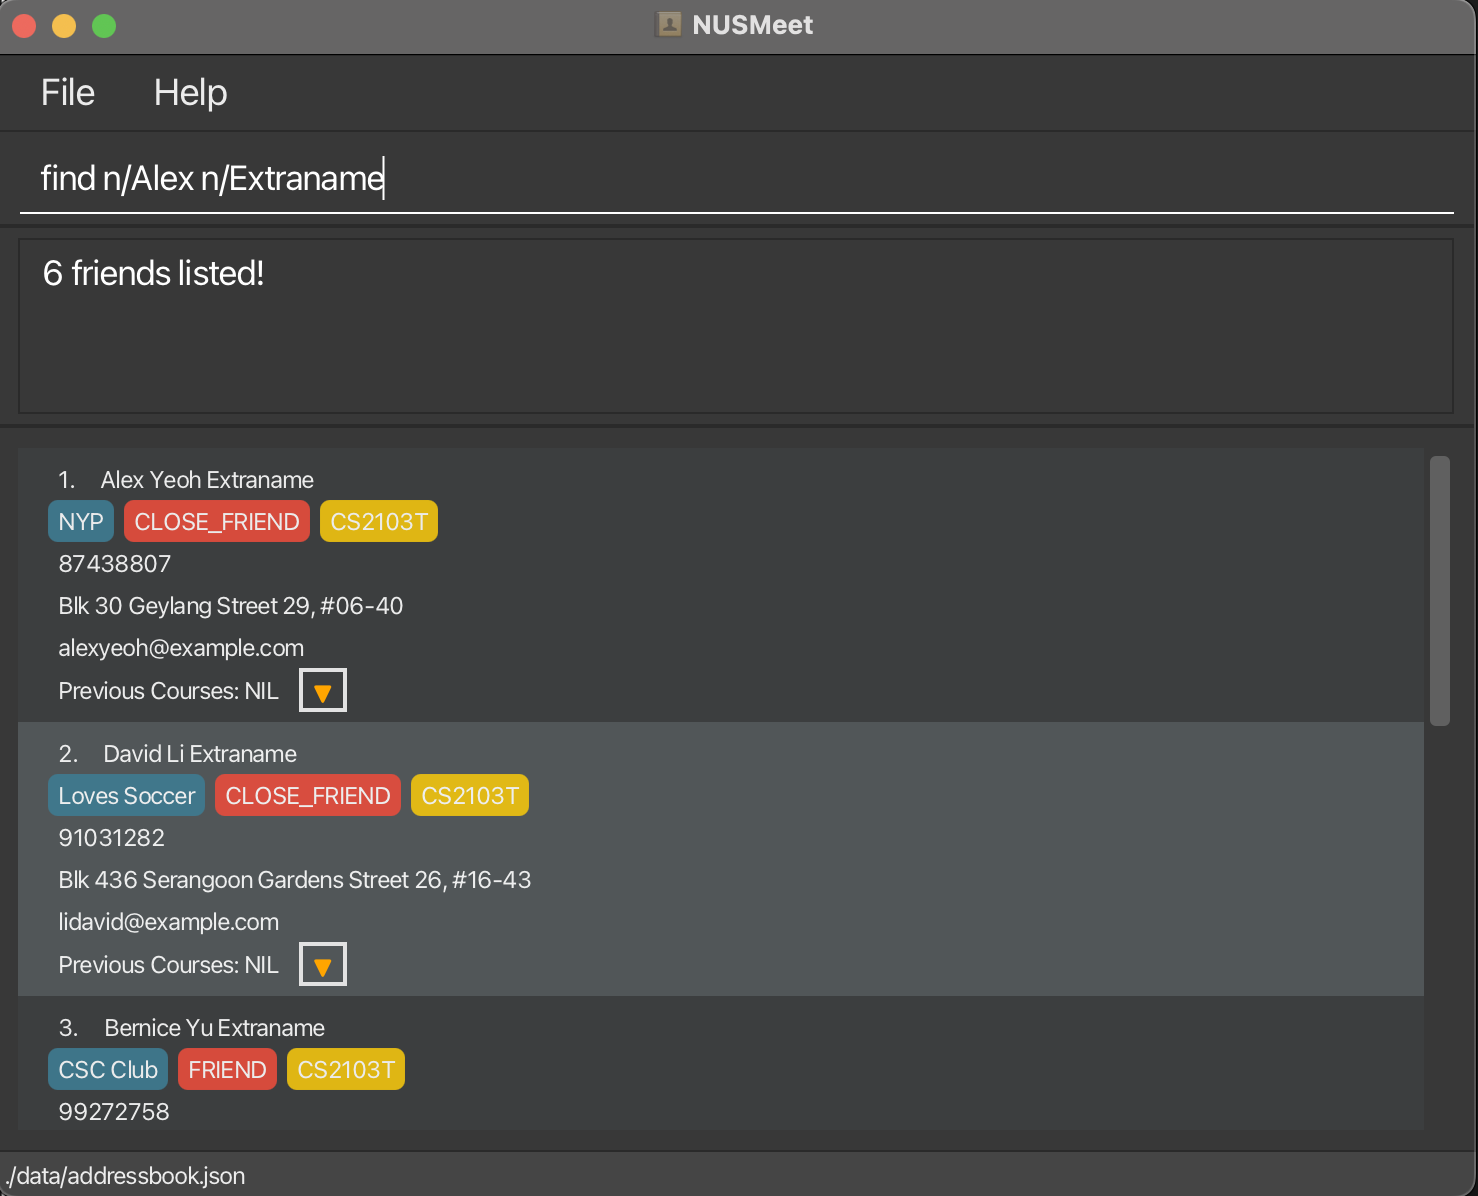 NUSMeet
File Help
find n/Alex n/Extraname
6 friends listed!
1. Alex Yeoh Extraname
NYP CLOSE_FRIEND CS2103T
87438807
Blk 30 Geylang Street 29, #06-40
alexyeoh@example.com
Previous Courses: NIL
2. David Li Extraname
Loves Soccer CLOSE_FRIEND CS2103T
91031282
Blk 436 Serangoon Gardens Street 26, #16-43
lidavid@example.com
Previous Courses: NIL
3. Bernice Yu Extraname
CSC Club FRIEND CS2103T
99272758
./data/addressbook.json